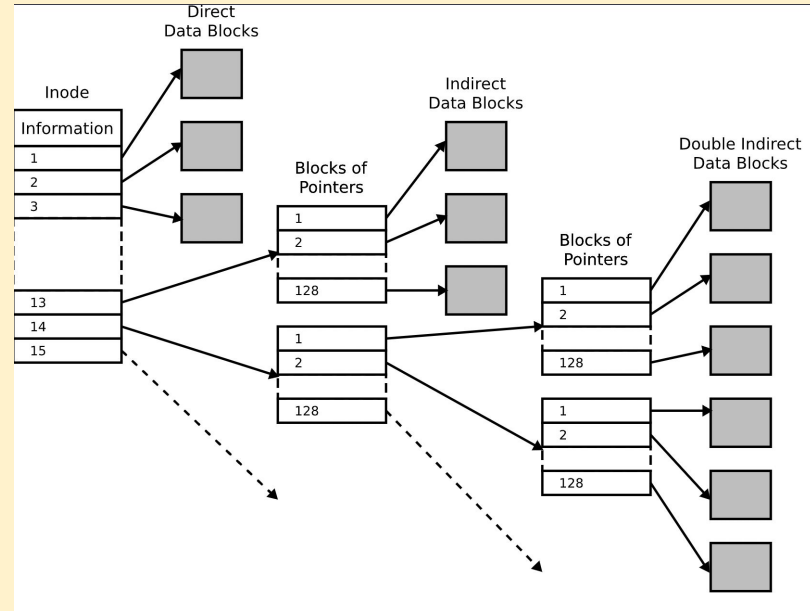 Direct
Data Blocks
Inode
Information
1
2
3
13
14
15
Blocks of
Pointers
1
2
128
1
2
128
Indirect
Data Blocks
Blocks of
Pointers
1
2
128
1
2
128
Double Indirect
Data Blocks